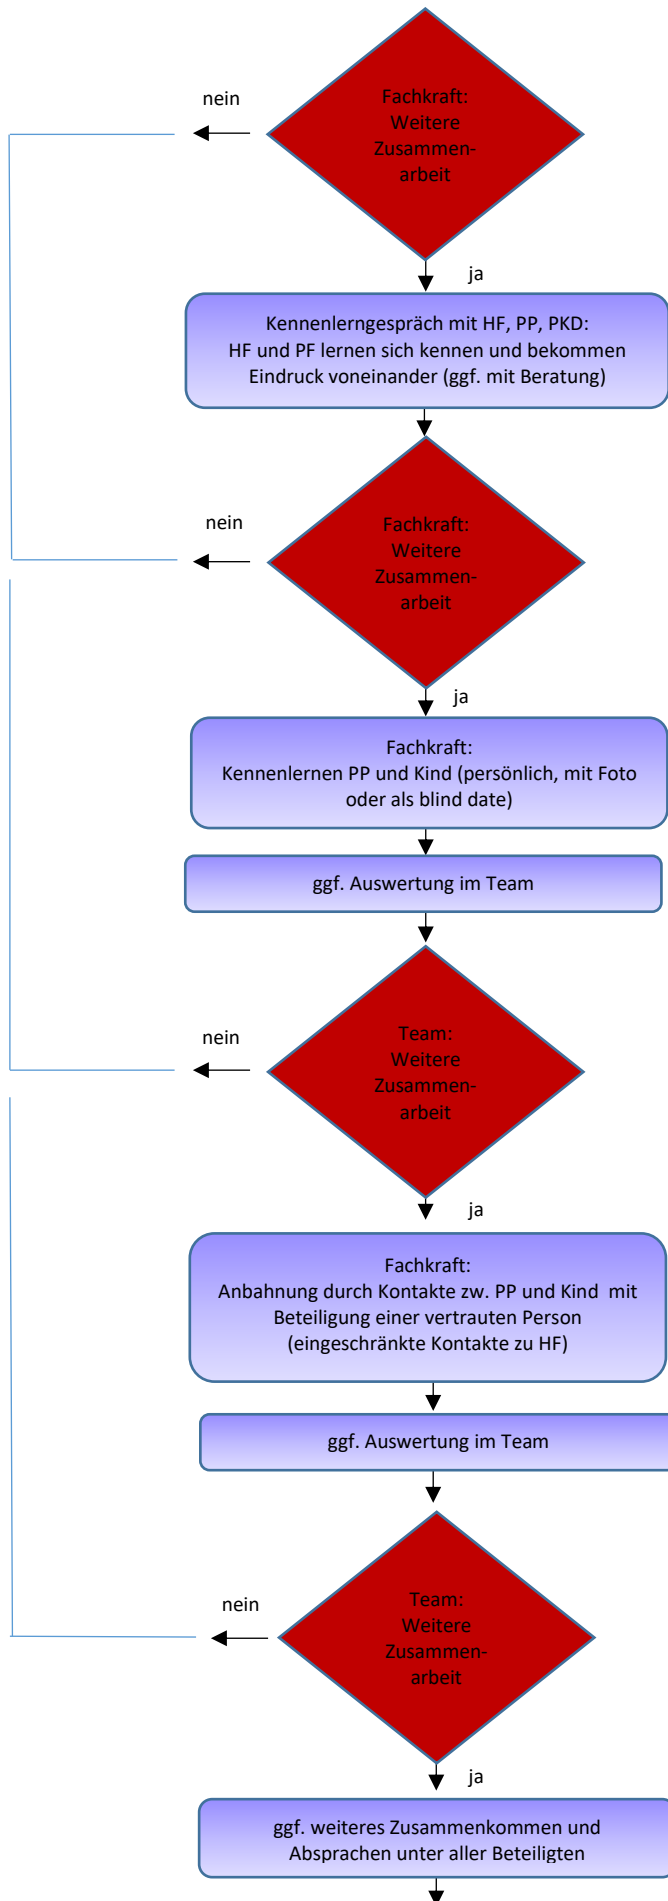 Fachkraft:
Weitere
Zusammen-
arbeit
nein
ja
Kennenlerngespräch mit HF, PP, PKD:
HF und PF lernen sich kennen und bekommen
Eindruck voneinander (ggf. mit Beratung)
Fachkraft:
Weitere
Zusammen-
arbeit
nein
ja
Fachkraft:
Kennenlernen PP und Kind (persönlich, mit Foto
oder als blind date)
ggf. Auswertung im Team
Team:
Weitere
Zusammen-
arbeit
nein
ja
Fachkraft:
Anbahnung durch Kontakte zw. PP und Kind  mit
Beteiligung einer vertrauten Person
(eingeschränkte Kontakte zu HF)
ggf. Auswertung im Team
Team:
Weitere
Zusammen-
arbeit
nein
ja
ggf. weiteres Zusammenkommen und
Absprachen unter aller Beteiligten